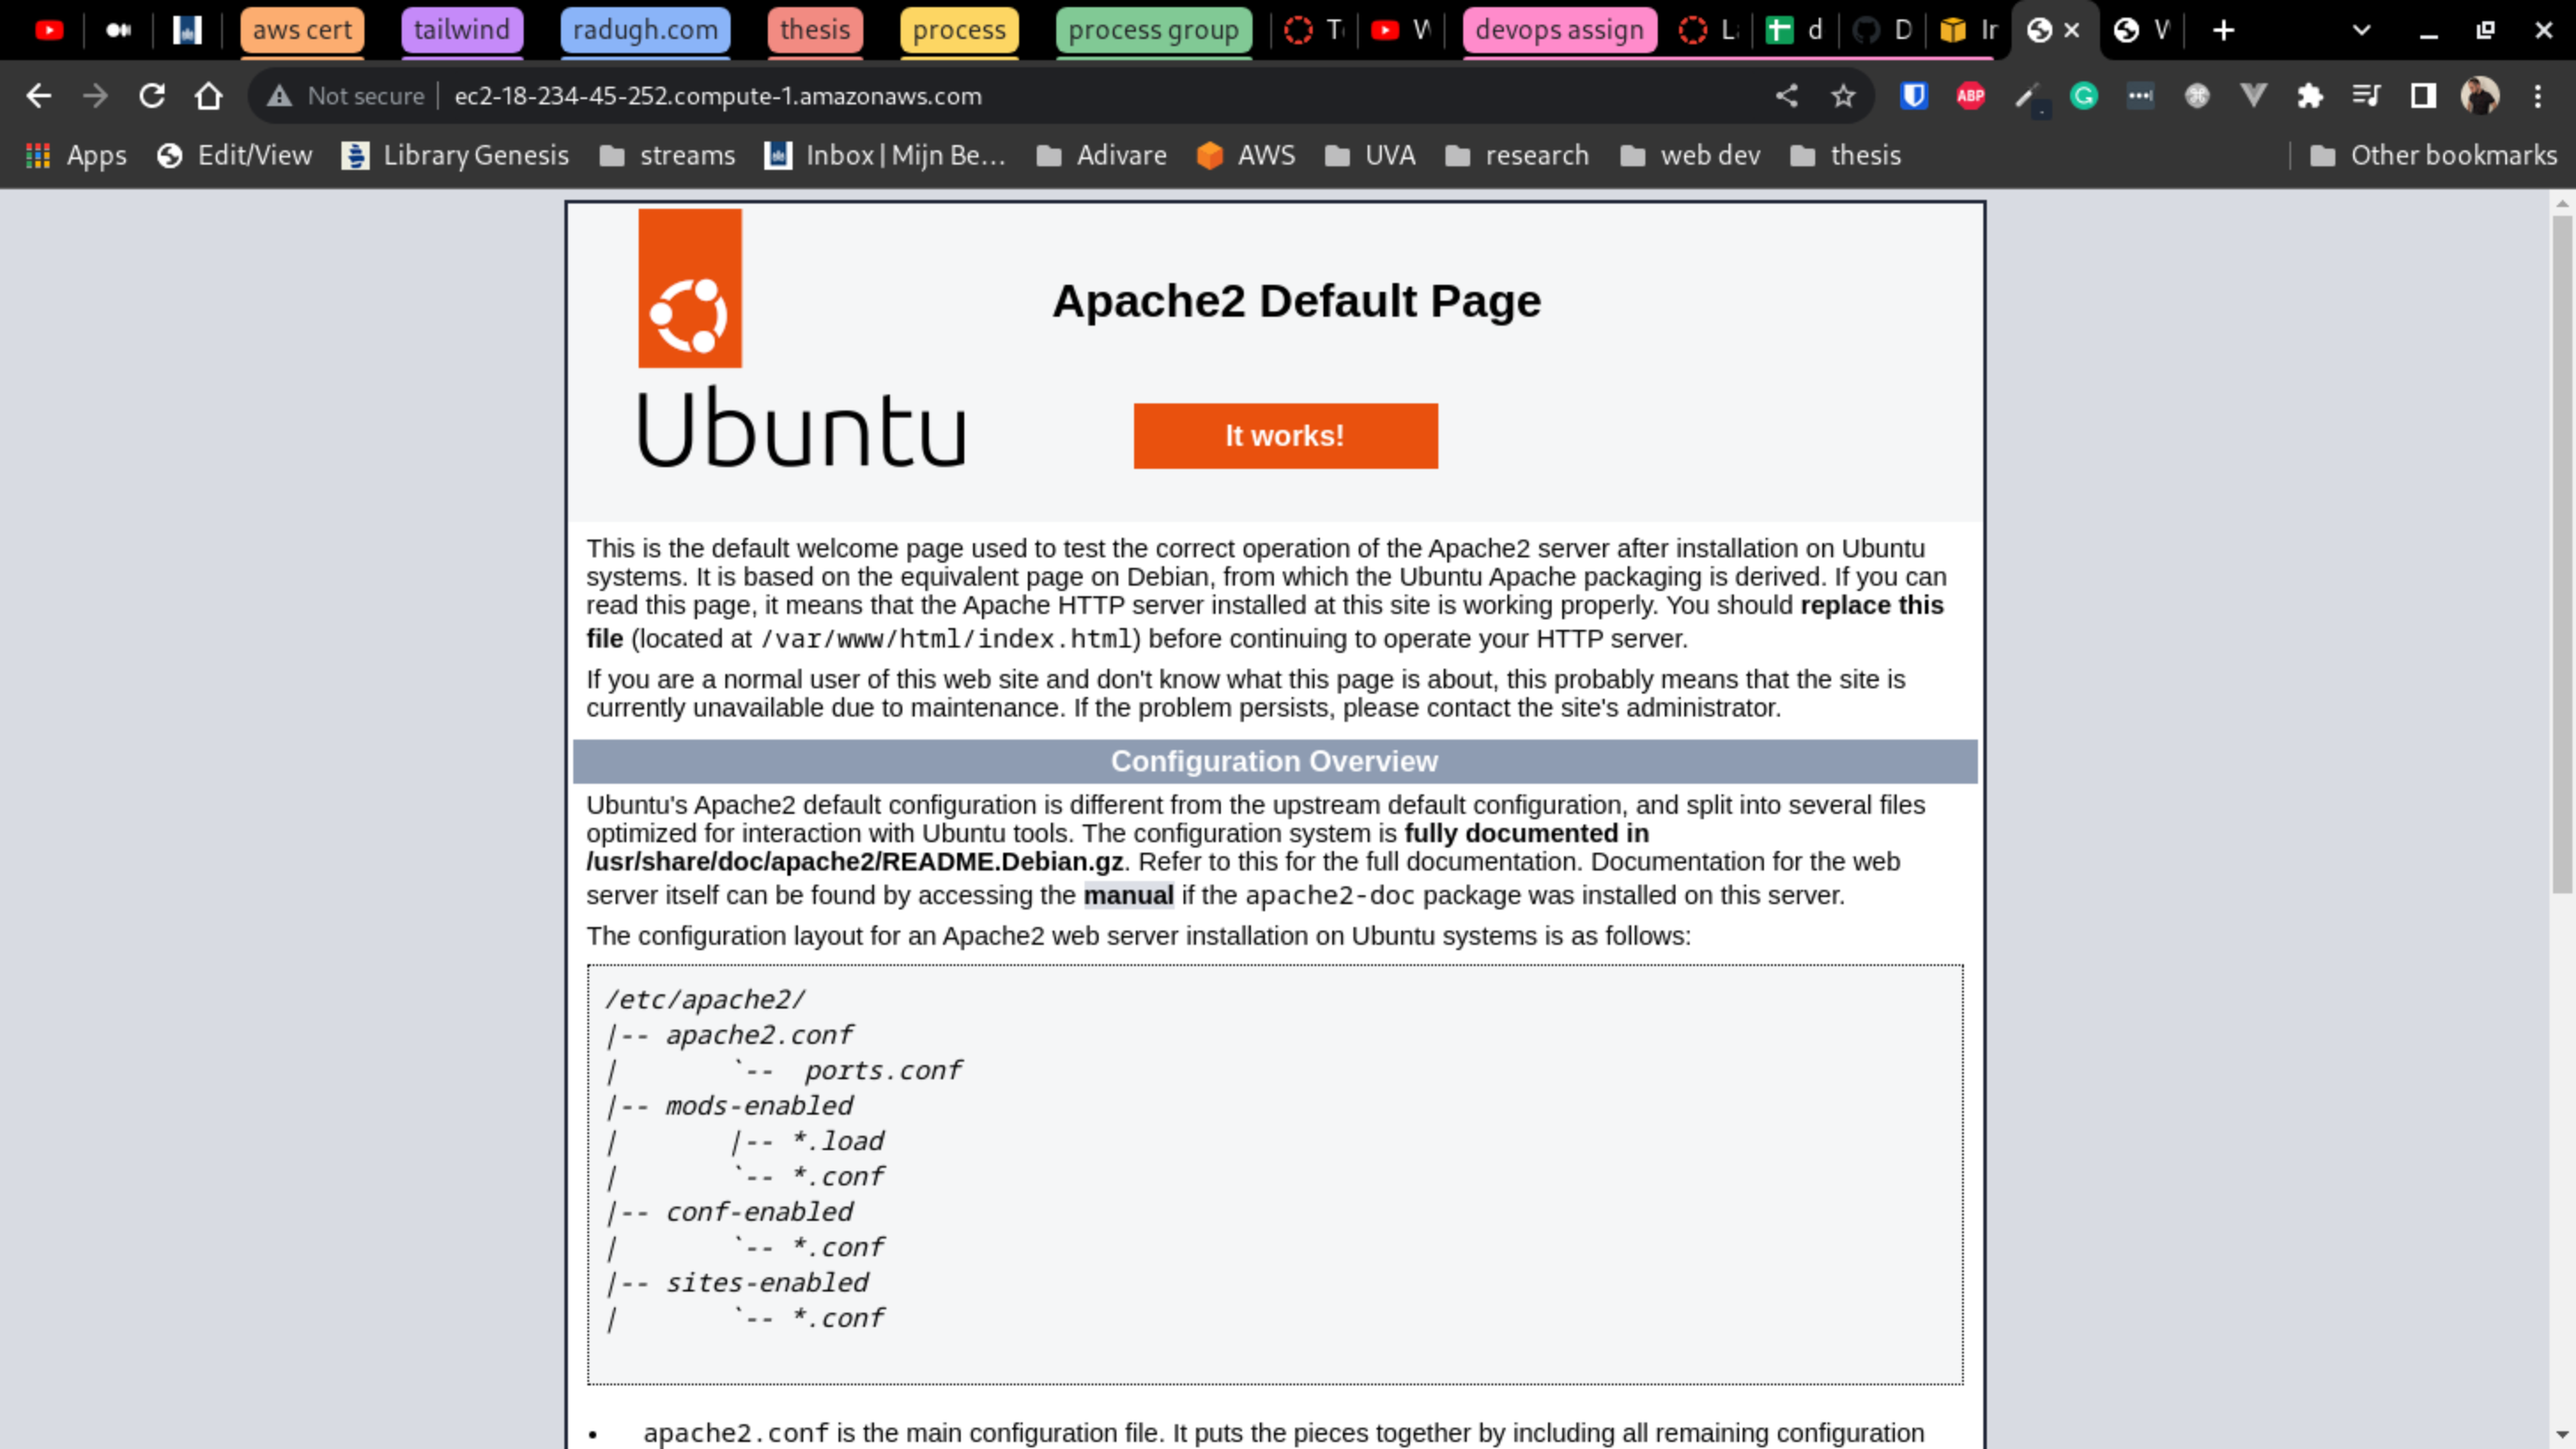 aws cert tailwind radugh.com thesis process process group T W devops assign L d D In W
Not secure ec2-18-234-45-252.compute-1.amazonaws.com ABP
Apps Edit/View Library Genesis streams Inbox | Mijn Be... Adivare AWS UVA research web dev thesis Other bookmarks
Apache2 Default Page
Ubuntu
It works!
This is the default welcome page used to test the correct operation of the Apache2 server after installation on Ubuntu
systems. It is based on the equivalent page on Debian, from which the Ubuntu Apache packaging is derived. If you can
read this page, it means that the Apache HTTP server installed at this site is working properly. You should replace this
file (located at /var/www/html/index.html) before continuing to operate your HTTP server.
If you are a normal user of this web site and don't know what this page is about, this probably means that the site is
currently unavailable due to maintenance. If the problem persists, please contact the site's administrator.
Configuration Overview
Ubuntu's Apache2 default configuration is different from the upstream default configuration, and split into several files
optimized for interaction with Ubuntu tools. The configuration system is fully documented in
/usr/share/doc/apache2/README.Debian.gz. Refer to this for the full documentation. Documentation for the web
server itself can be found by accessing the manual if the apache2-doc package was installed on this server.
The configuration layout for an Apache2 web server installation on Ubuntu systems is as follows:
/etc/apache2/
|-- apache2.conf
|       `--  ports.conf
|-- mods-enabled
|       |-- *.load
|       `-- *.conf
|-- conf-enabled
|       `-- *.conf
|-- sites-enabled
|       `-- *.conf
• apache2.conf is the main configuration file. It puts the pieces together by including all remaining configuration